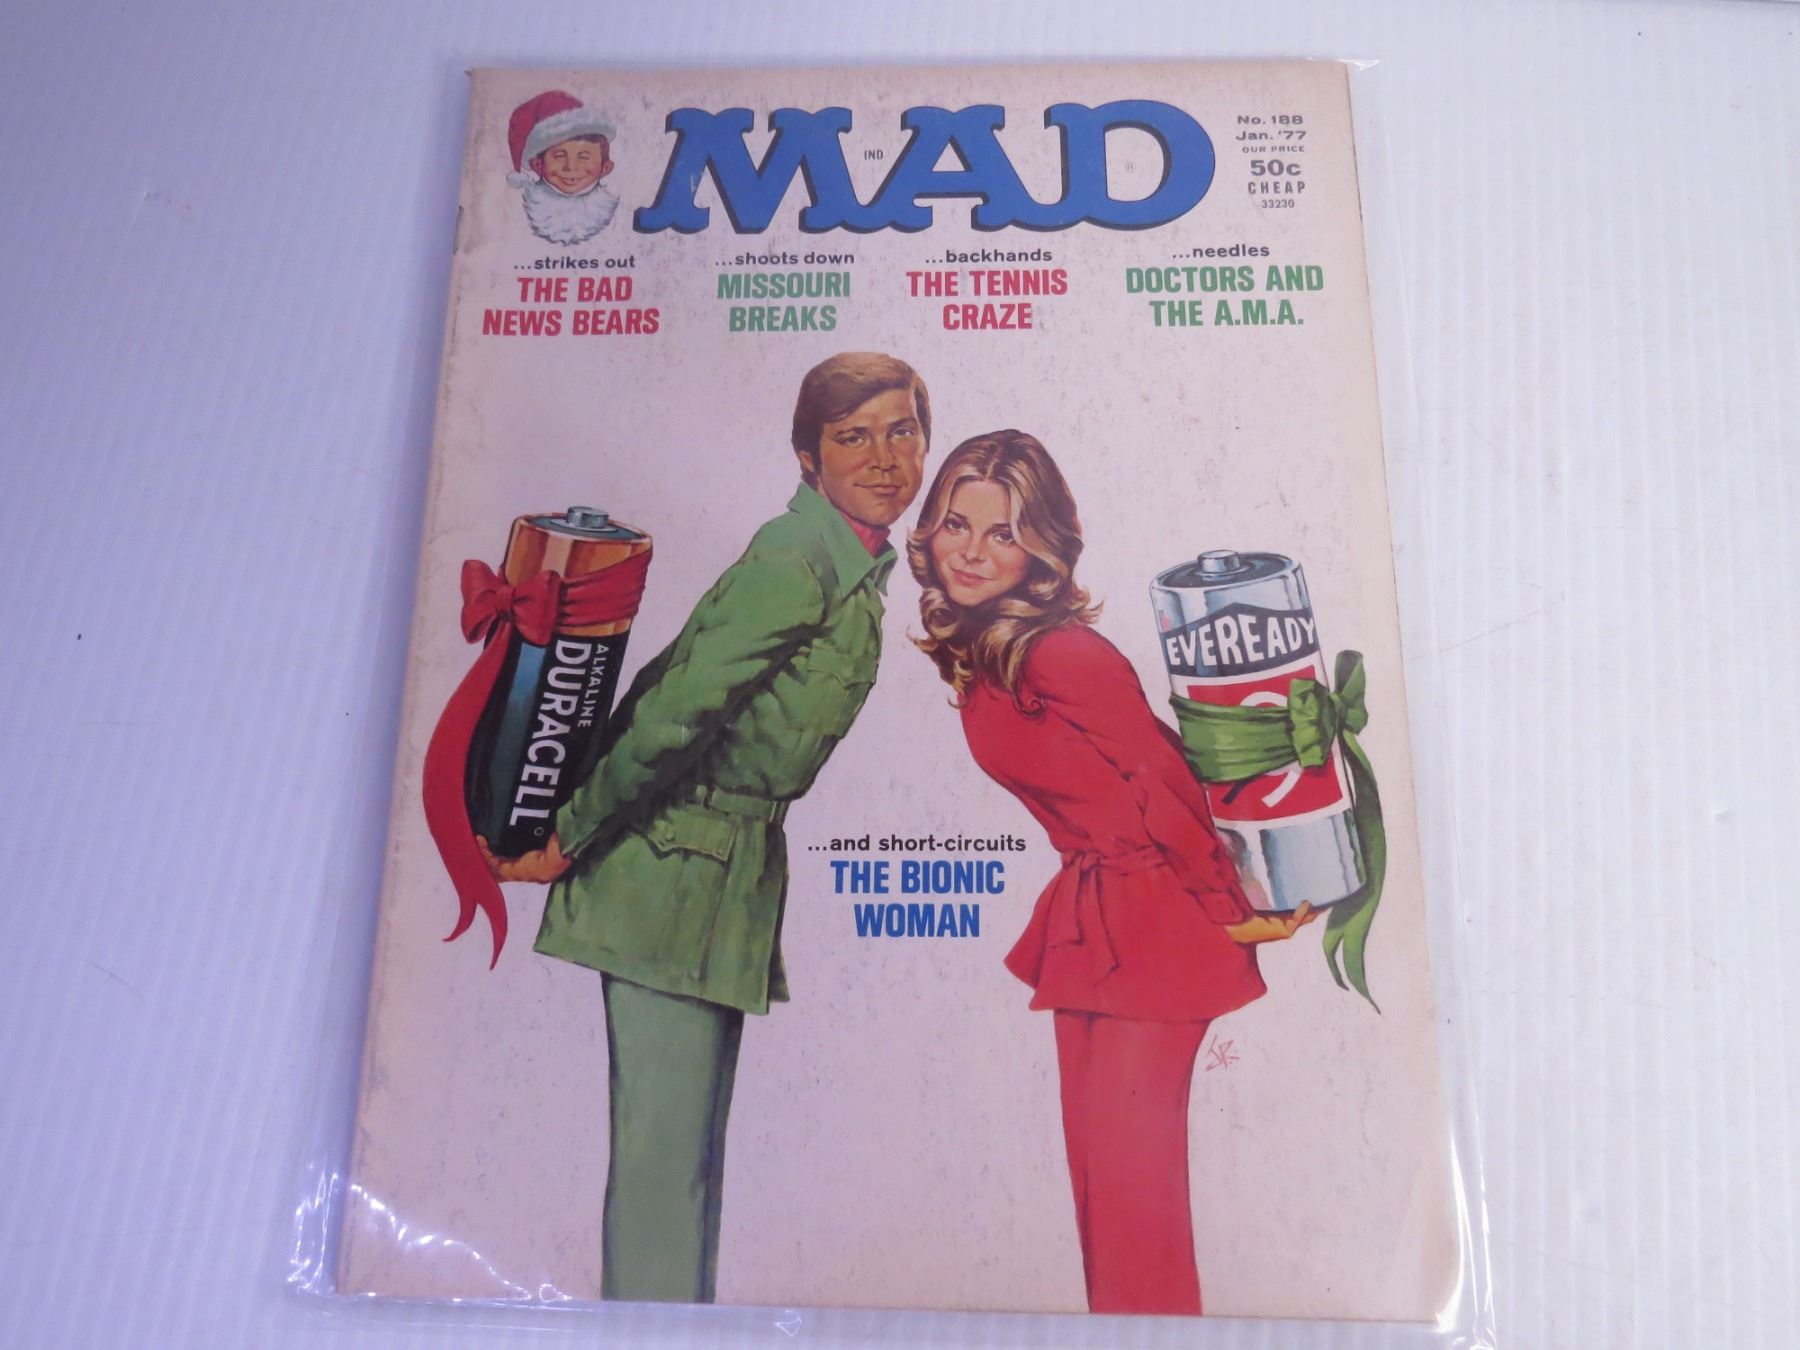 MAD
IND
®
No. 188
Jan. '77
OUR PRICE
50c
CHEAP
33230
...strikes out
THE BAD
NEWS BEARS
...shoots down
MISSOURI
BREAKS
...backhands
THE TENNIS
CRAZE
...needles
DOCTORS AND
THE A.M.A.
ALKALINE
DURACELL
EVEREADY
9
...and short-circuits
THE BIONIC
WOMAN